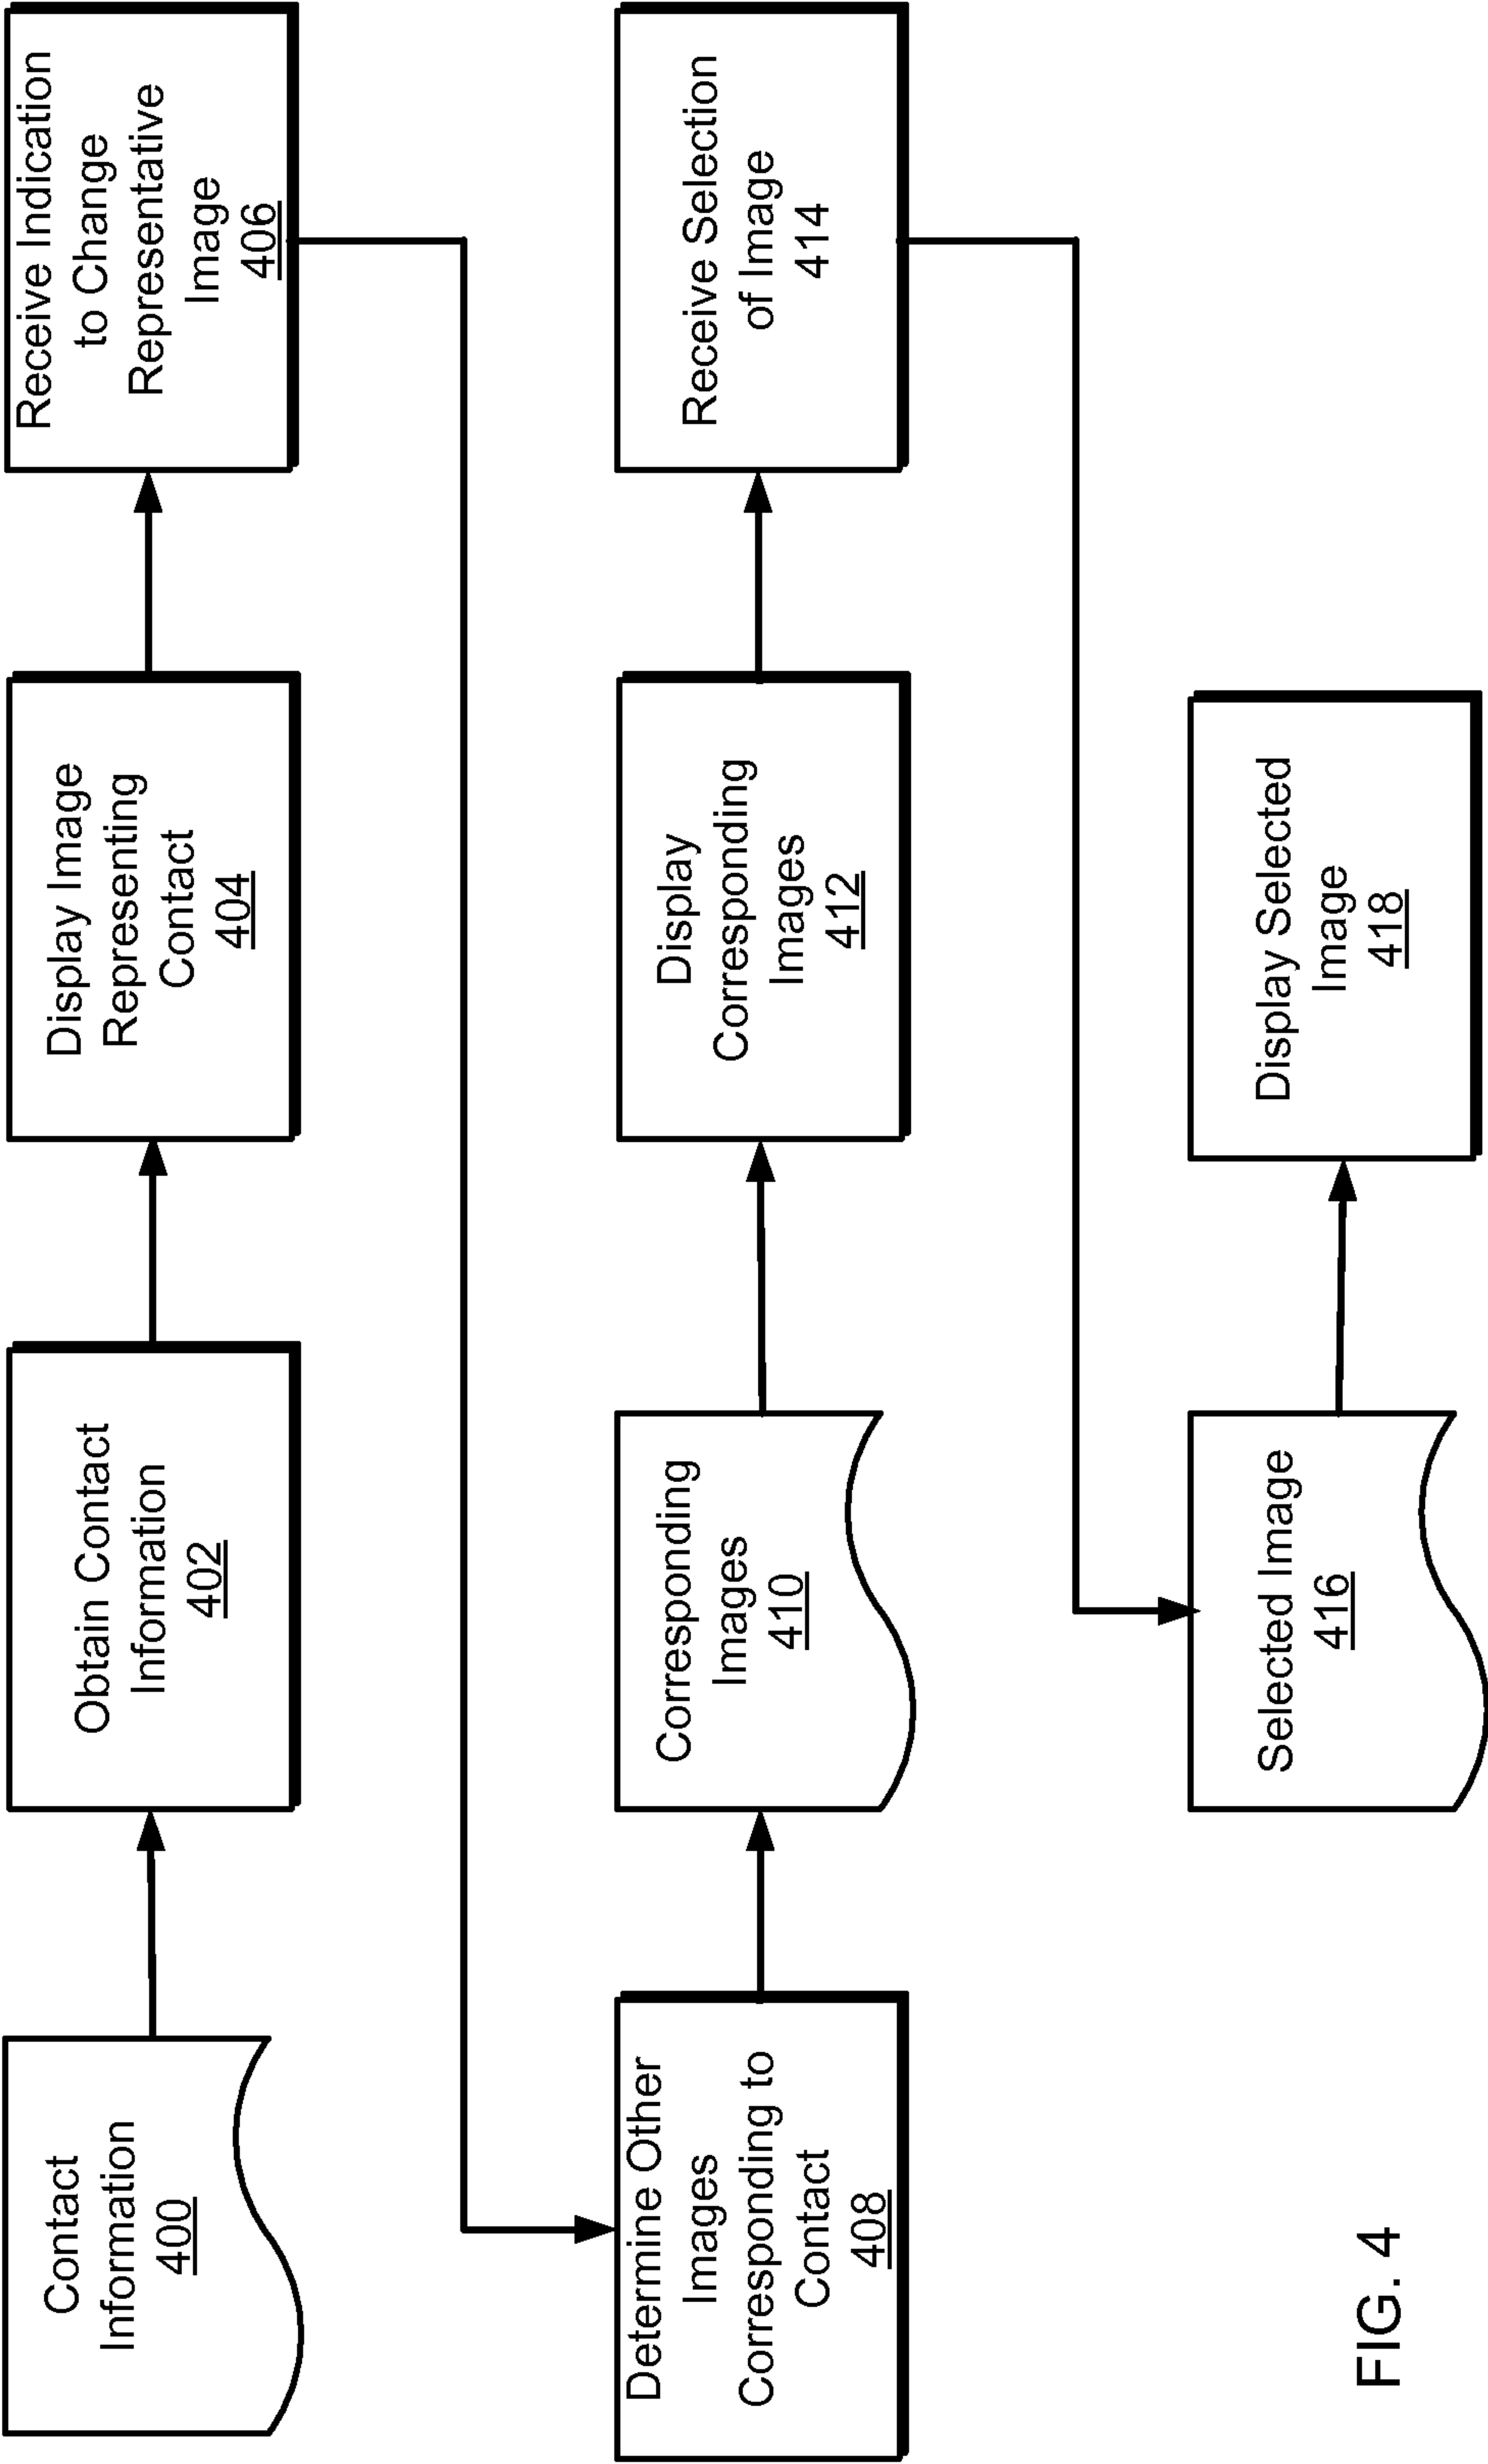 Contact
Information
400
Obtain Contact
Information
402
Display Image
Representing
Contact
404
Receive Indication
to Change
Representative
Image
406
Determine Other
Images
Corresponding to
Contact
408
Corresponding
Images
410
Display
Corresponding
Images
412
Receive Selection
of Image
414
Selected Image
416
Display Selected
Image
418
FIG. 4